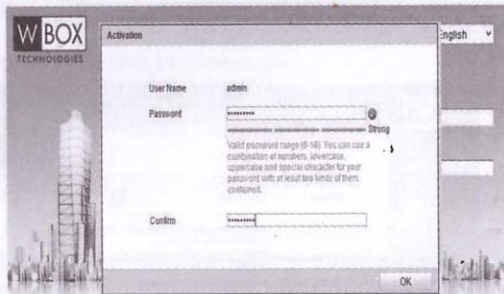 W BOX
TECHNOLOGIES
English
Activation
User Name admin
Password •••••••••
Strong
Valid password range [8-16]. You can use a
combination of numbers, lowercase,
uppercase and special character for your
password with at least two kinds of them
contained.
Confirm •••••••••
OK